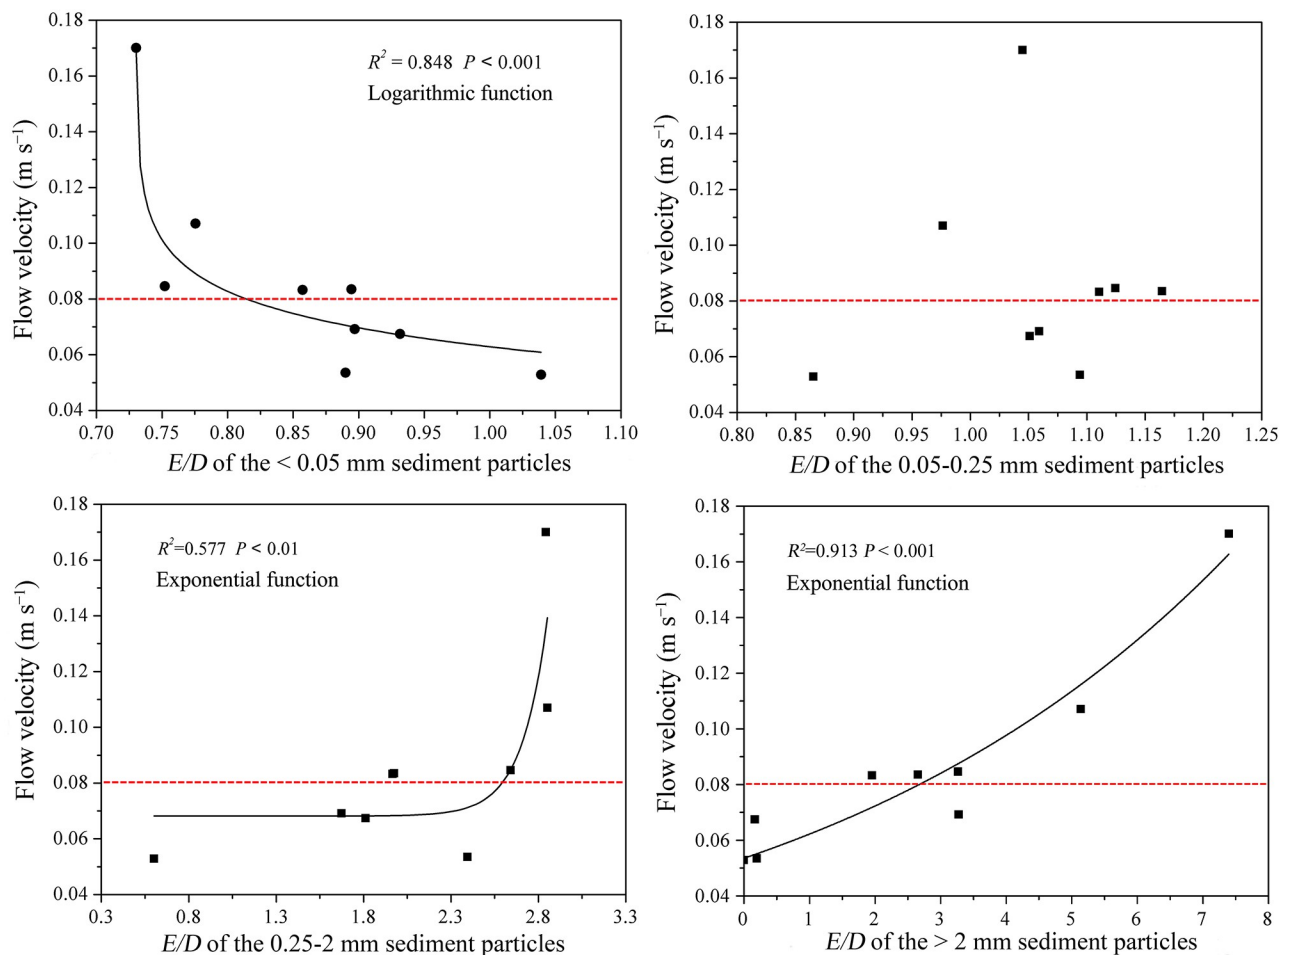 0.18
0.16
0.14
0.12
0.10
0.08
0.06
0.04
Flow velocity (m s⁻¹)
R² = 0.848 P < 0.001
Logarithmic function
0.70 0.75 0.80 0.85 0.90 0.95 1.00 1.05 1.10
E/D of the < 0.05 mm sediment particles
0.18
0.16
0.14
0.12
0.10
0.08
0.06
0.04
Flow velocity (m s⁻¹)
0.80 0.85 0.90 0.95 1.00 1.05 1.10 1.15 1.20 1.25
E/D of the 0.05-0.25 mm sediment particles
0.18
0.16
0.14
0.12
0.10
0.08
0.06
0.04
Flow velocity (m s⁻¹)
R²=0.577 P < 0.01
Exponential function
0.3 0.8 1.3 1.8 2.3 2.8 3.3
E/D of the 0.25-2 mm sediment particles
0.18
0.16
0.14
0.12
0.10
0.08
0.06
0.04
Flow velocity (m s⁻¹)
R²=0.913 P < 0.001
Exponential function
0 1 2 3 4 5 6 7 8
E/D of the > 2 mm sediment particles